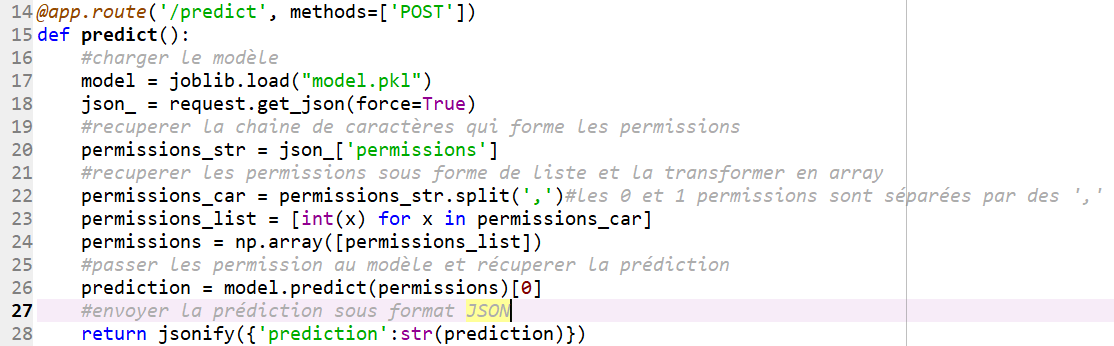 14 @app.route('/predict', methods=['POST'])
15 def predict():
16     #charger le modèle
17     model = joblib.load("model.pkl")
18     json_ = request.get_json(force=True)
19     #recuperer la chaine de caractères qui forme les permissions
20     permissions_str = json_['permissions']
21     #recuperer les permissions sous forme de liste et la transformer en array
22     permissions_car = permissions_str.split(',')#les 0 et 1 permissions sont séparées par des ','
23     permissions_list = [int(x) for x in permissions_car]
24     permissions = np.array([permissions_list])
25     #passer les permission au modèle et récuperer la prédiction
26     prediction = model.predict(permissions)[0]
27     #envoyer la prédiction sous format JSON
28     return jsonify({'prediction':str(prediction)})